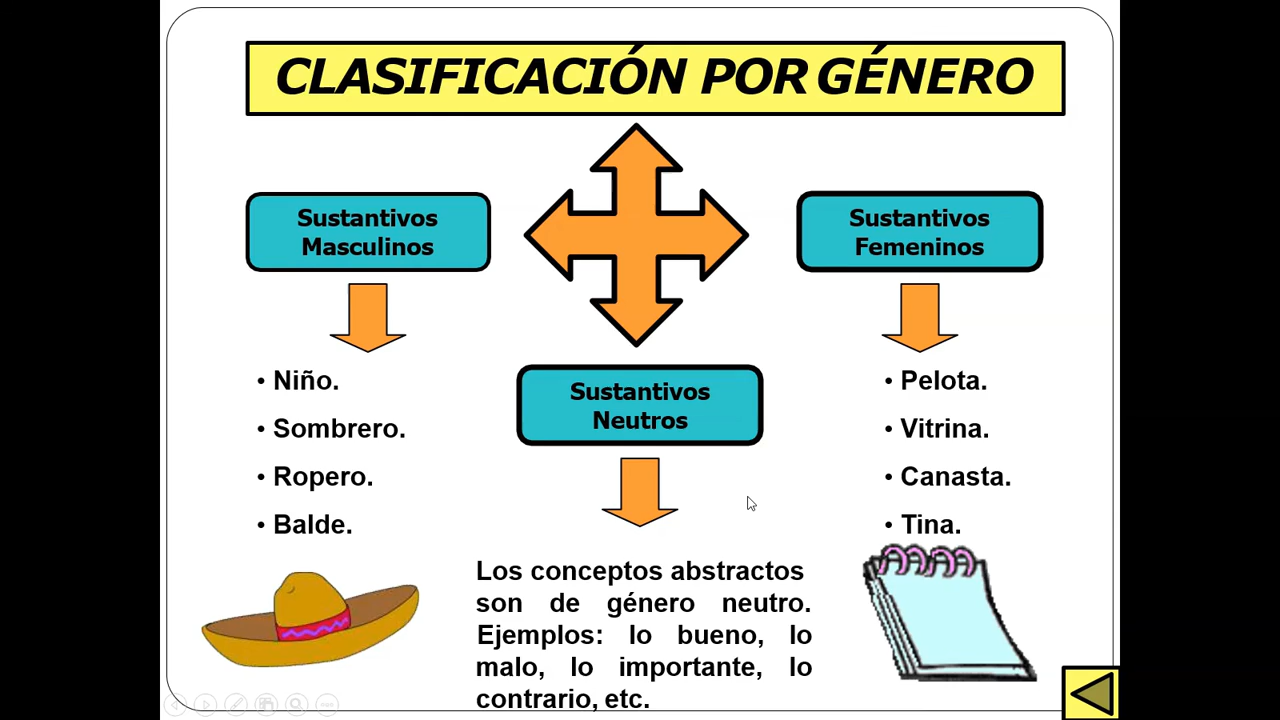 CLASIFICACIÓN POR GÉNERO
Sustantivos
Masculinos
• Niño.
• Sombrero.
• Ropero.
• Balde.
Sustantivos
Neutros
Los conceptos abstractos
son de género neutro.
Ejemplos: lo bueno, lo
malo, lo importante, lo
contrario, etc.
Sustantivos
Femeninos
• Pelota.
• Vitrina.
• Canasta.
• Tina.